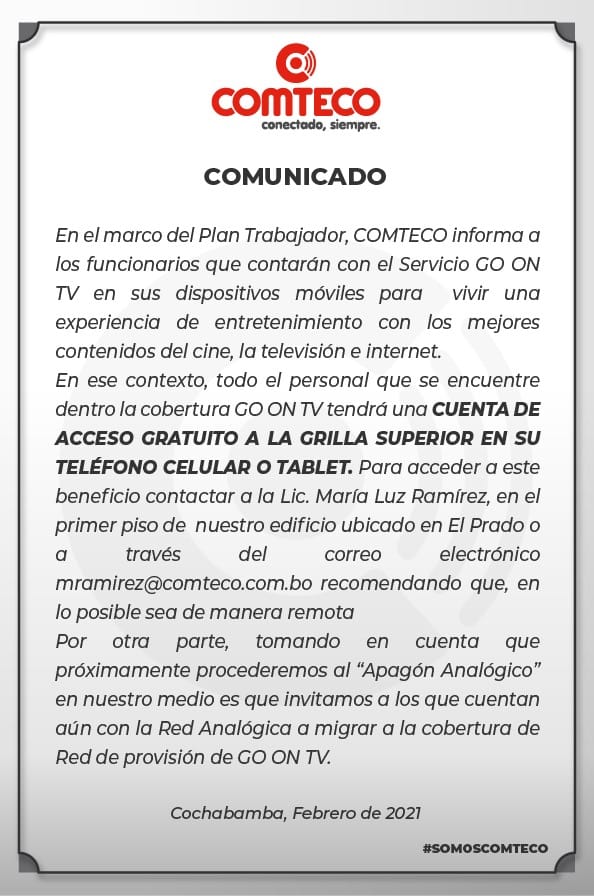 COMTECO
conectado, siempre.
COMUNICADO
En el marco del Plan Trabajador, COMTECO informa a
los funcionarios que contarán con el Servicio GO ON
TV en sus dispositivos móviles para vivir una
experiencia de entretenimiento con los mejores
contenidos del cine, la televisión e internet.
En ese contexto, todo el personal que se encuentre
dentro la cobertura GO ON TV tendrá una CUENTA DE
ACCESO GRATUITO A LA GRILLA SUPERIOR EN SU
TELÉFONO CELULAR O TABLET. Para acceder a este
beneficio contactar a la Lic. María Luz Ramírez, en el
primer piso de nuestro edificio ubicado en El Prado o
a través del correo electrónico
mramirez@comteco.com.bo recomendando que, en
lo posible sea de manera remota
Por otra parte, tomando en cuenta que
próximamente procederemos al “Apagón Analógico”
en nuestro medio es que invitamos a los que cuentan
aún con la Red Analógica a migrar a la cobertura de
Red de provisión de GO ON TV.
Cochabamba, Febrero de 2021
#SOMOSCOMTECO